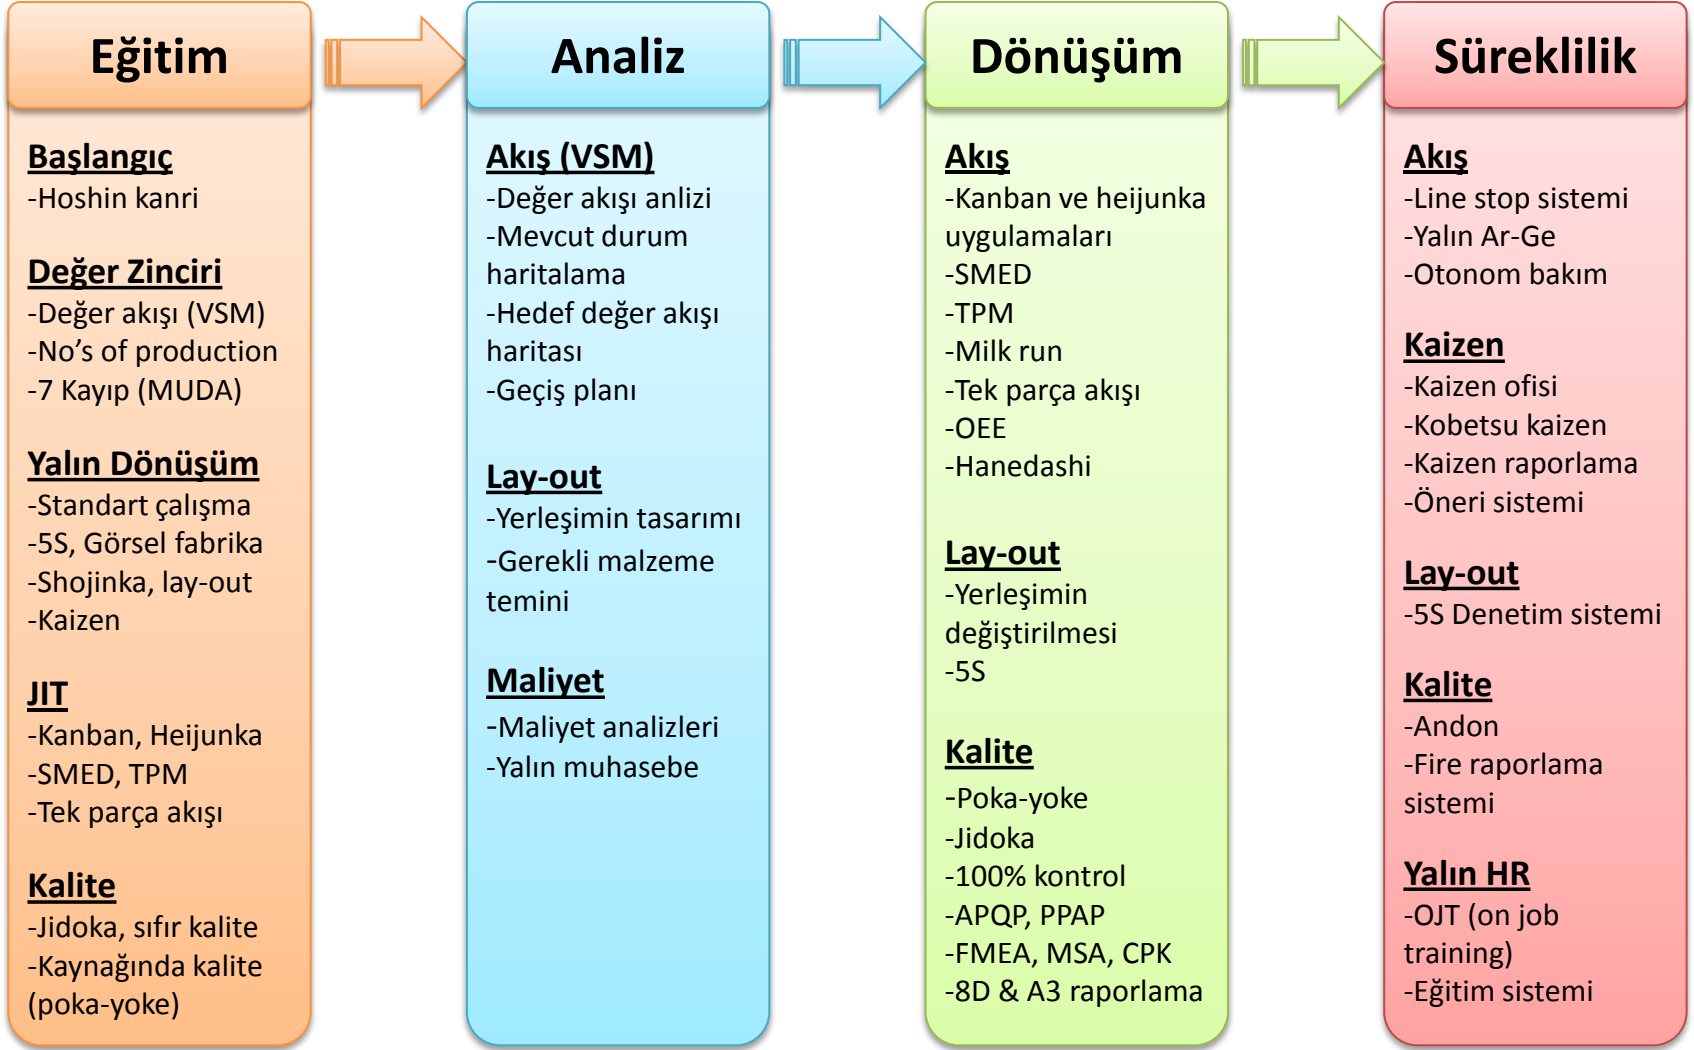 Eğitim
Başlangıç
-Hoshin kanri
Değer Zinciri
-Değer akışı (VSM)
-No's of production
-7 Kayıp (MUDA)
Yalın Dönüşüm
-Standart çalışma
-5S, Görsel fabrika
-Shojinka, lay-out
-Kaizen
JIT
-Kanban, Heijunka
-SMED, TPM
-Tek parça akışı
Kalite
-Jidoka, sıfır kalite
-Kaynağında kalite
(poka-yoke)
Analiz
Akış (VSM)
-Değer akışı anlizi
-Mevcut durum
haritalama
-Hedef değer akışı
haritası
-Geçiş planı
Lay-out
-Yerleşimin tasarımı
-Gerekli malzeme
temini
Maliyet
-Maliyet analizleri
-Yalın muhasebe
Dönüşüm
Akış
-Kanban ve heijunka
uygulamaları
-SMED
-TPM
-Milk run
-Tek parça akışı
-OEE
-Hanedashi
Lay-out
-Yerleşimin
değiştirilmesi
-5S
Kalite
-Poka-yoke
-Jidoka
-100% kontrol
-APQP, PPAP
-FMEA, MSA, CPK
-8D & A3 raporlama
Süreklilik
Akış
-Line stop sistemi
-Yalın Ar-Ge
-Otonom bakım
Kaizen
-Kaizen ofisi
-Kobetsu kaizen
-Kaizen raporlama
-Öneri sistemi
Lay-out
-5S Denetim sistemi
Kalite
-Andon
-Fire raporlama
sistemi
Yalın HR
-OJT (on job
training)
-Eğitim sistemi